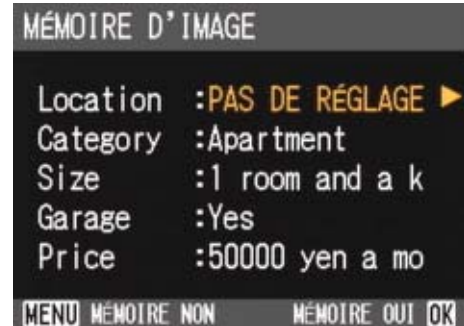 MÉMOIRE D'IMAGE
Location :PAS DE RÉGLAGE ▶
Category :Apartment
Size :1 room and a k
Garage :Yes
Price :50000 yen a mo
MENU MÉMOIRE NON MÉMOIRE OUI OK